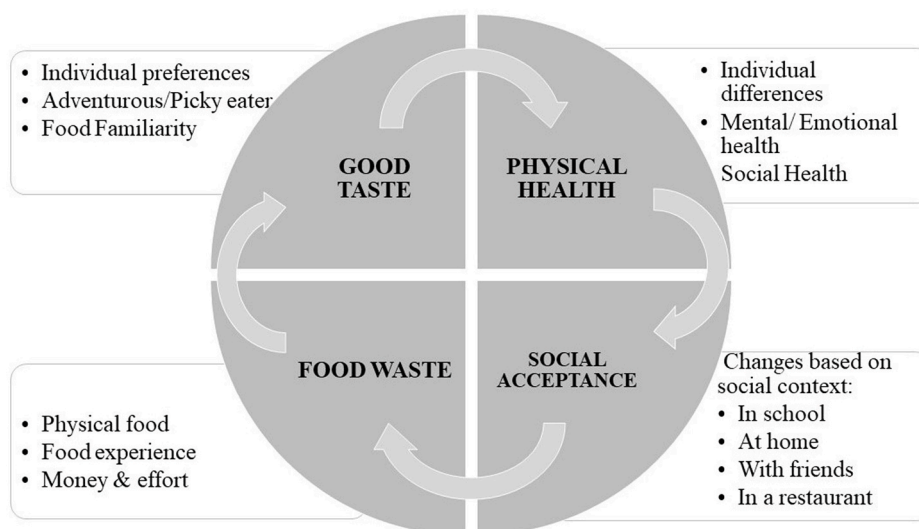 • Individual preferences
• Adventurous/Picky eater
• Food Familiarity
GOOD
TASTE
PHYSICAL
HEALTH
• Individual
differences
• Mental/ Emotional
health
Social Health
FOOD WASTE
SOCIAL
ACCEPTANCE
• Physical food
• Food experience
• Money & effort
Changes based on
social context:
• In school
• At home
• With friends
• In a restaurant